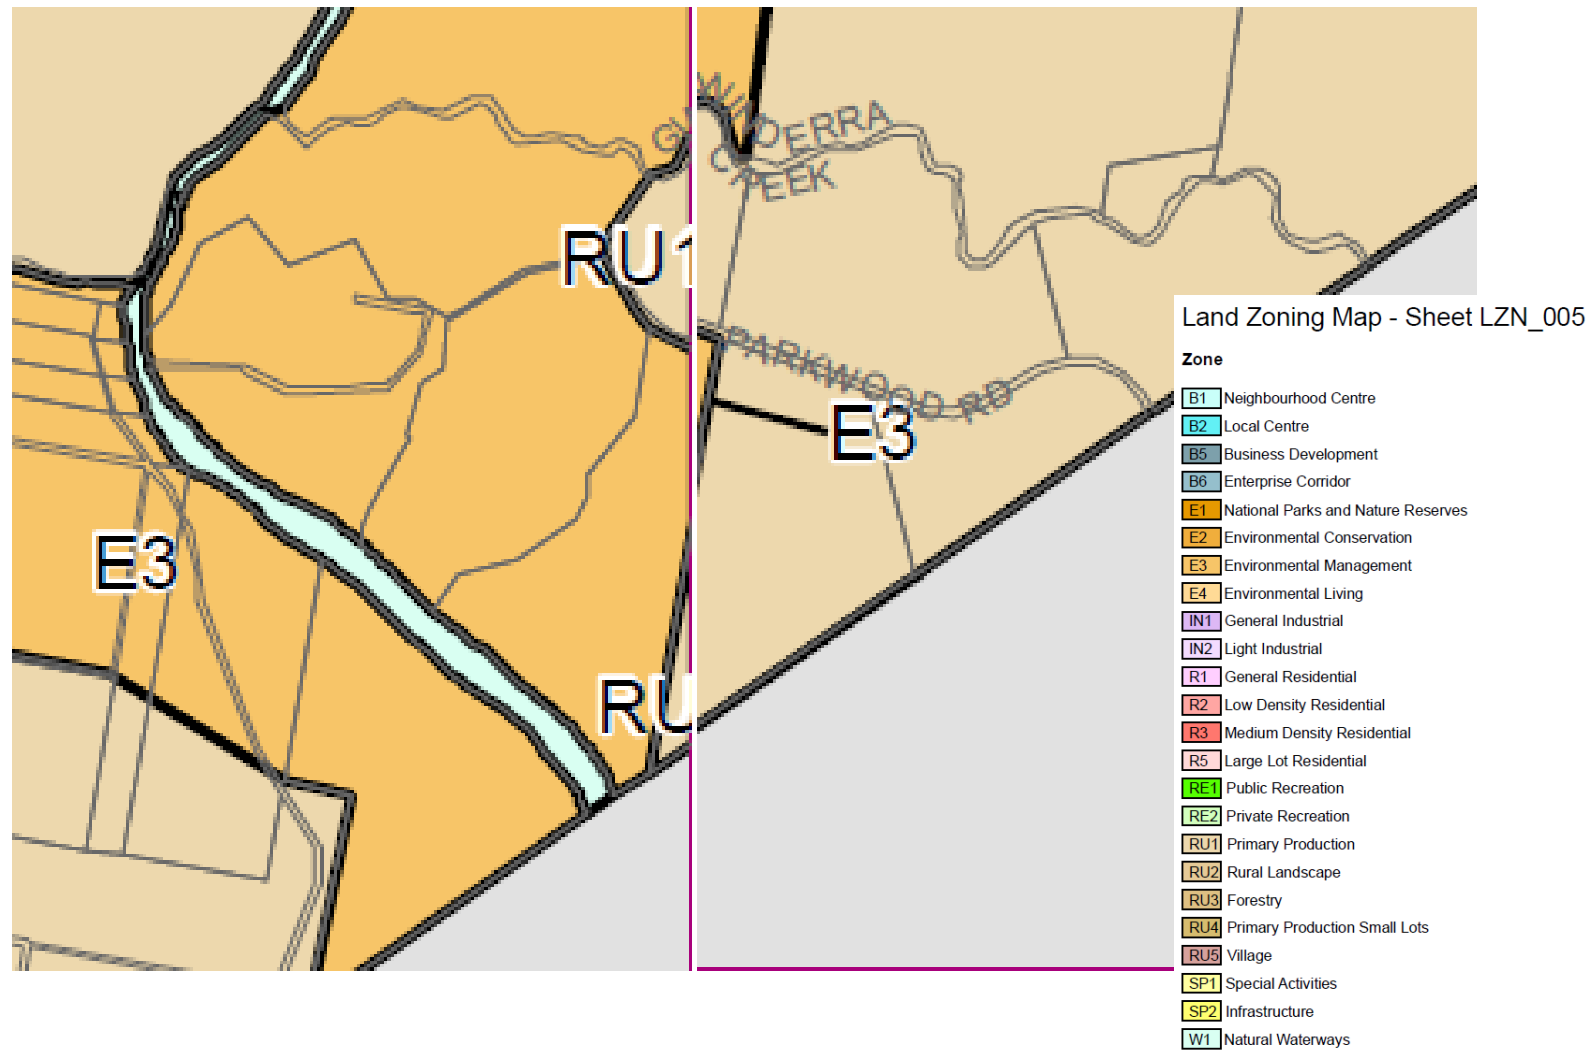 GU
NINDERRA
CREEK
RU1
PARKWOOD RD
E3
E3
RU
Land Zoning Map - Sheet LZN_005
Zone
B1 Neighbourhood Centre
B2 Local Centre
B5 Business Development
B6 Enterprise Corridor
E1 National Parks and Nature Reserves
E2 Environmental Conservation
E3 Environmental Management
E4 Environmental Living
IN1 General Industrial
IN2 Light Industrial
R1 General Residential
R2 Low Density Residential
R3 Medium Density Residential
R5 Large Lot Residential
RE1 Public Recreation
RE2 Private Recreation
RU1 Primary Production
RU2 Rural Landscape
RU3 Forestry
RU4 Primary Production Small Lots
RU5 Village
SP1 Special Activities
SP2 Infrastructure
W1 Natural Waterways